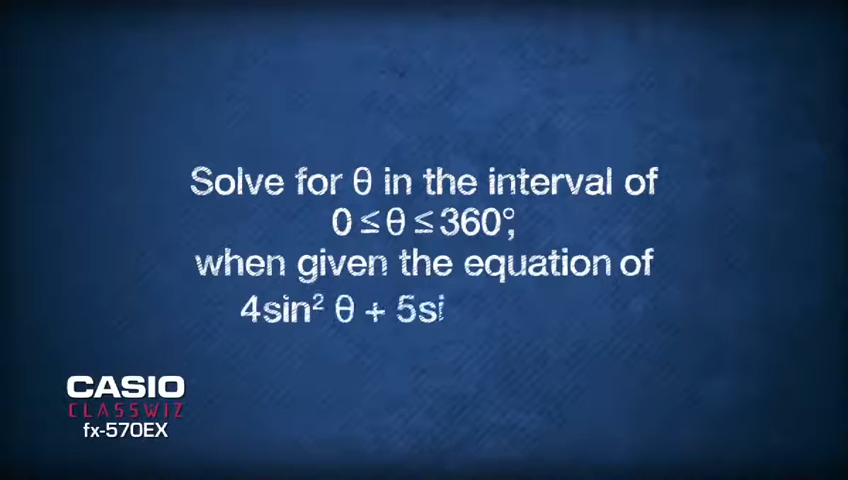 Solve for θ in the interval of
0 ≤ θ ≤ 360°,
when given the equation of
4sin² θ + 5si
CASIO
CLASSWIZ
fx-570EX